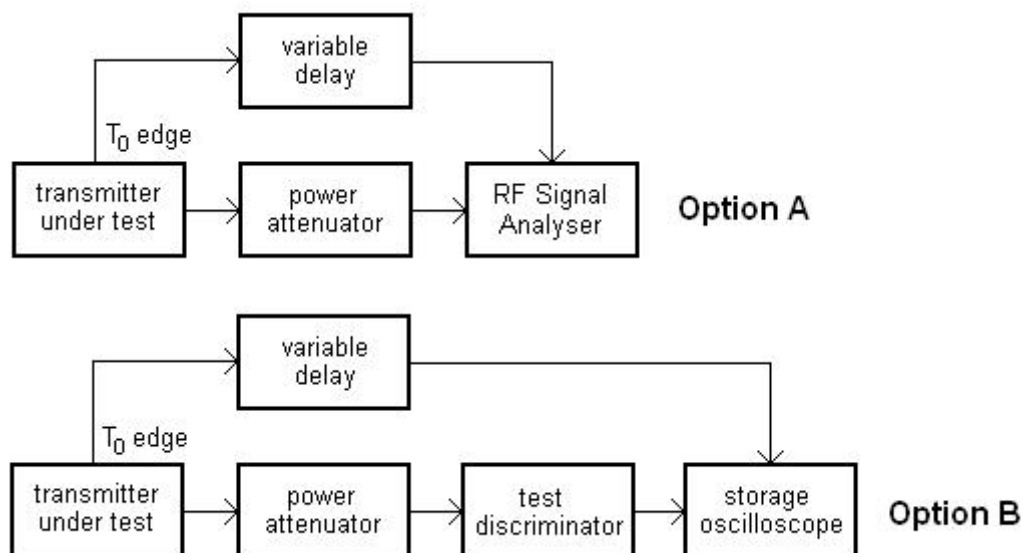 variable
delay
T0 edge
transmitter
under test
power
attenuator
RF Signal
Analyser
Option A
variable
delay
T0 edge
transmitter
under test
power
attenuator
test
discriminator
storage
oscilloscope
Option B